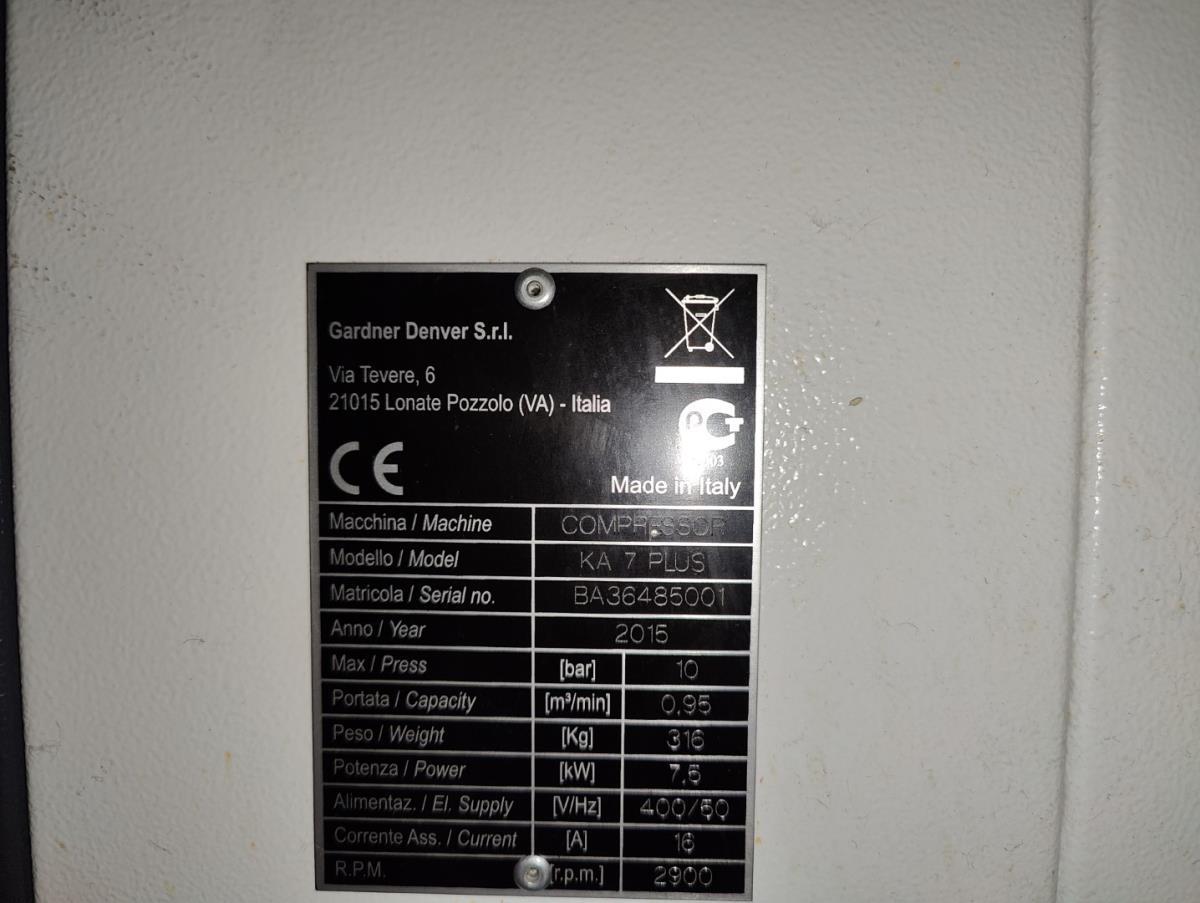 Gardner Denver S.r.l.
Via Tevere, 6
21015 Lonate Pozzolo (VA) - Italia
CE
Made in Italy
Macchina / Machine COMPRESSOR
Modello / Model KA 7 PLUS
Matricola / Serial no. BA36485001
Anno / Year 2015
Max / Press [bar] 10
Portata / Capacity [m³/min] 0.95
Peso / Weight [Kg] 316
Potenza / Power [kW] 7.5
Alimentaz. / El. Supply [V/Hz] 400/50
Corrente Ass. / Current [A] 16
R.P.M. [r.p.m.] 2900